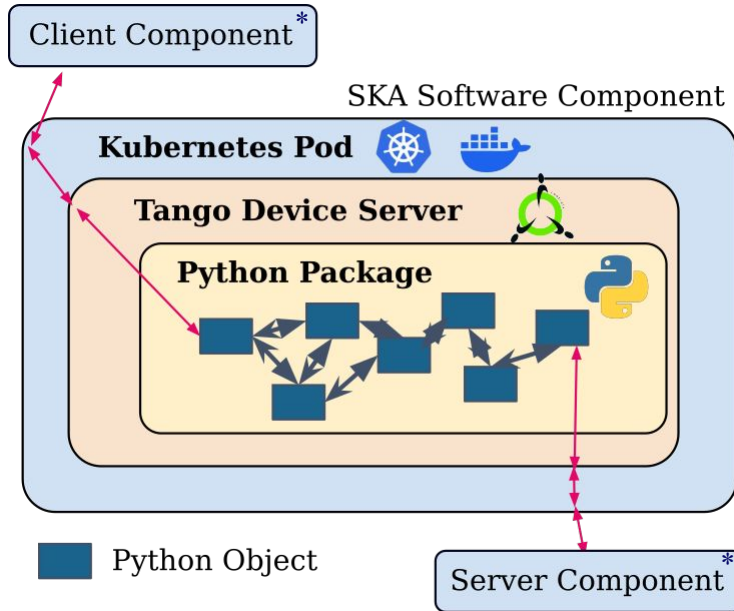 Client Component*
SKA Software Component
Kubernetes Pod
Tango Device Server
Python Package
Python Object
Server Component*